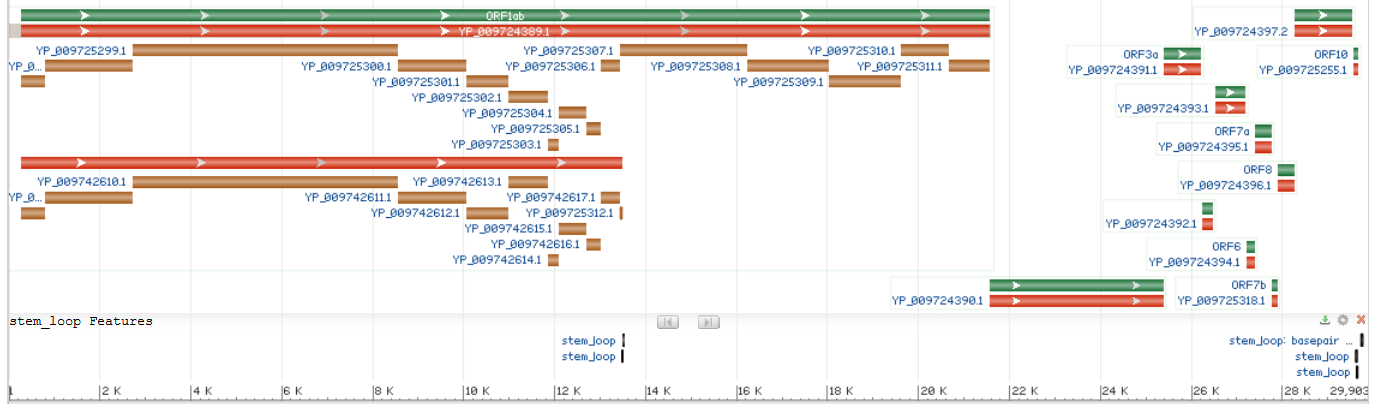 ORF1ab
YP_009724389.1
YP_009724397.2
YP_009725299.1 YP_009725307.1 YP_009725310.1 ORF3a ORF10
YP_0… YP_009725300.1 YP_009725306.1 YP_009725308.1 YP_009725311.1 YP_009724391.1 YP_009725255.1
YP_009725301.1 YP_009725309.1
YP_009725302.1
YP_009724393.1
YP_009725304.1
YP_009725305.1 ORF7a
YP_009725303.1 YP_009724395.1
ORF8
YP_009742610.1 YP_009742613.1 YP_009724396.1
YP_0… YP_009742611.1 YP_009742617.1
YP_009742612.1 YP_009725312.1
YP_009742615.1 YP_009724392.1
YP_009742616.1 ORF6
YP_009742614.1 YP_009724394.1
ORF7b
YP_009724390.1 YP_009725318.1
stem_loop Features
stem_loop stem_loop: basepair …
stem_loop stem_loop
stem_loop
1 2 K 4 K 6 K 8 K 10 K 12 K 14 K 16 K 18 K 20 K 22 K 24 K 26 K 28 K 29,903